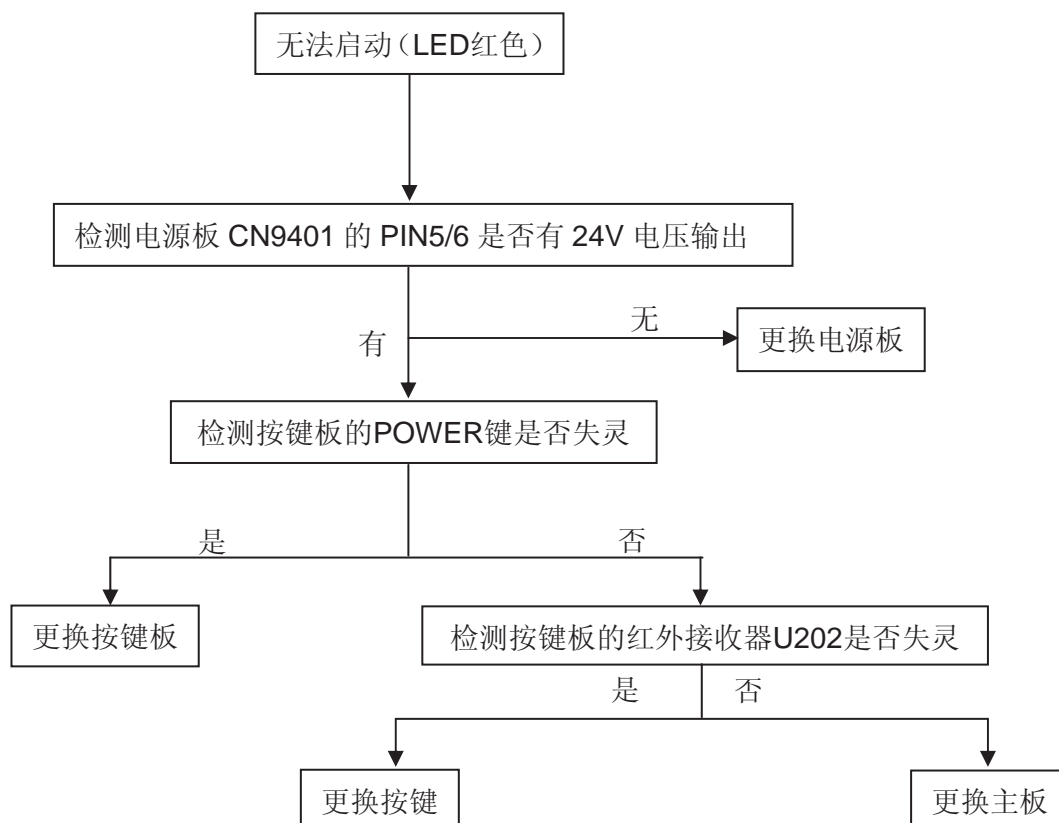 无法启动（LED红色）
检测电源板 CN9401 的 PIN5/6 是否有 24V 电压输出
无
有
更换电源板
检测按键板的POWER键是否失灵
是
否
更换按键板
检测按键板的红外接收器U202是否失灵
是
否
更换按键
更换主板